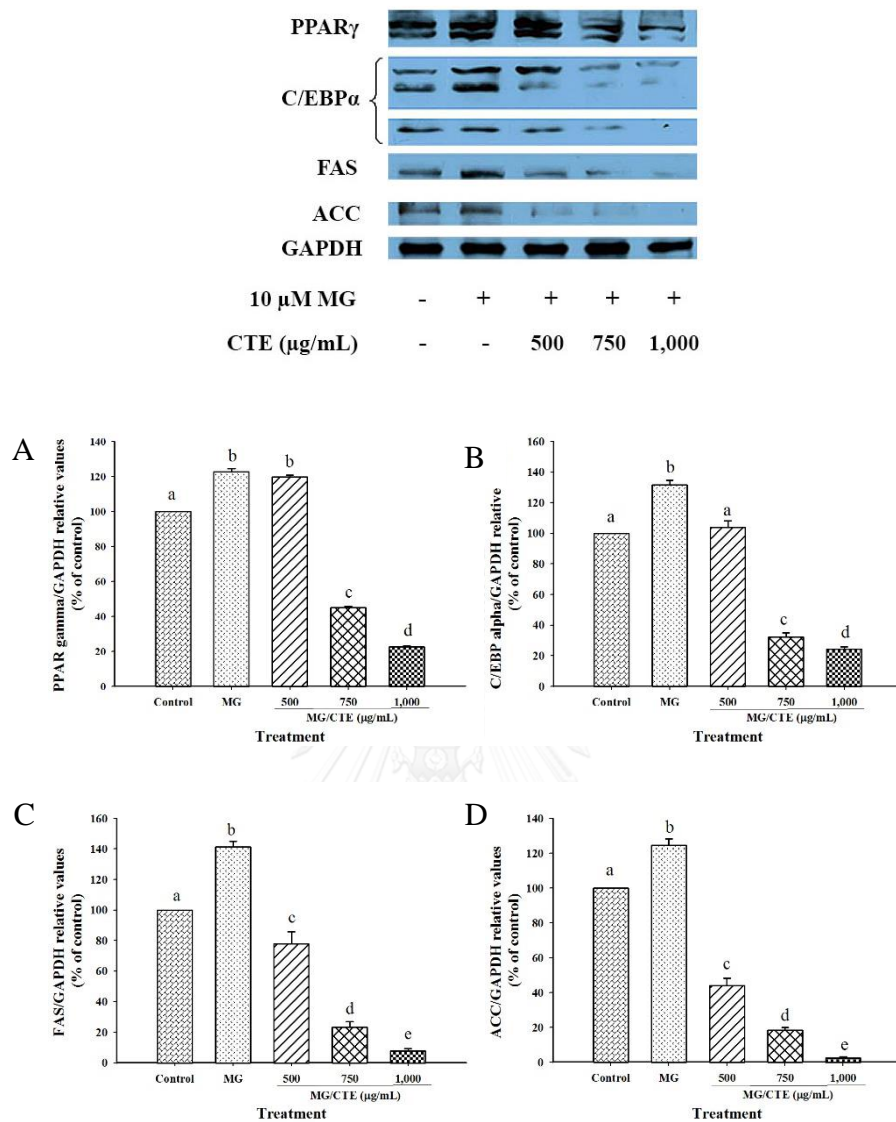 PPARγ
C/EBPα
FAS
ACC
GAPDH
10 μM MG - + + + +
CTE (μg/mL) - - 500 750 1,000
A
PPAR gamma/GAPDH relative values
(% of control)
140
120
100
80
60
40
20
0
a
b
b
c
d
Control MG 500 750 1,000
MG/CTE (μg/mL)
Treatment
B
C/EBP alpha/GAPDH relative
(% of control)
160
140
120
100
80
60
40
20
0
a
b
a
c
d
Control MG 500 750 1,000
MG/CTE (μg/mL)
Treatment
C
FAS/GAPDH relative values
(% of control)
160
140
120
100
80
60
40
20
0
a
b
c
d
e
Control MG 500 750 1,000
MG/CTE (μg/mL)
Treatment
D
ACC/GAPDH relative values
(% of control)
140
120
100
80
60
40
20
0
a
b
c
d
e
Control MG 500 750 1,000
MG/CTE (μg/mL)
Treatment